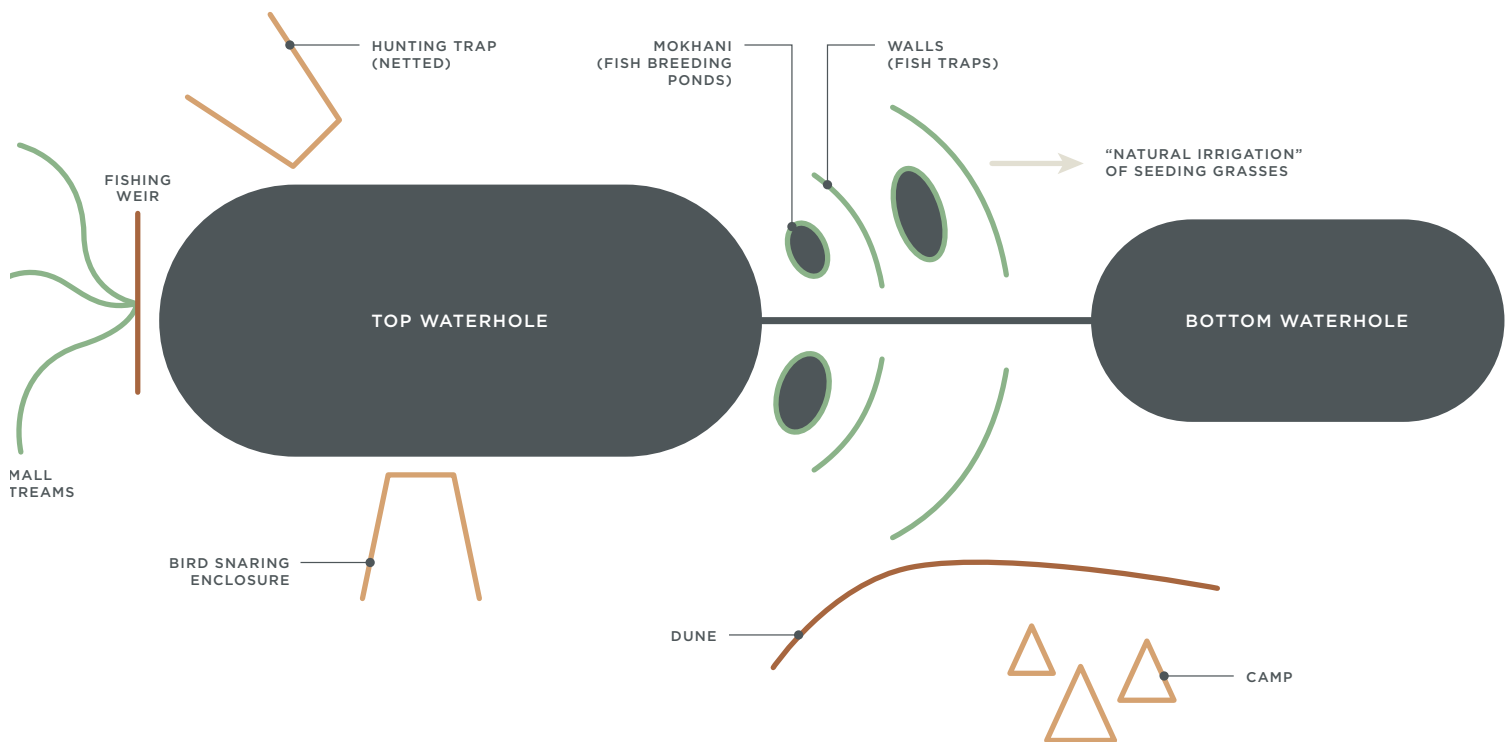 HUNTING TRAP
(NETTED)
MOKHANI
(FISH BREEDING
PONDS)
WALLS
(FISH TRAPS)
“NATURAL IRRIGATION”
OF SEEDING GRASSES
FISHING
WEIR
TOP WATERHOLE
BOTTOM WATERHOLE
MALL
TREAMS
BIRD SNARING
ENCLOSURE
DUNE
CAMP